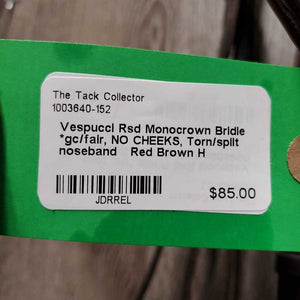 The Tack Collector
1003640-152
Vespucci Rsd Monocrown Bridle
*gc/fair, NO CHEEKS, Torn/split
noseband Red Brown H
JDRREL
$85.00